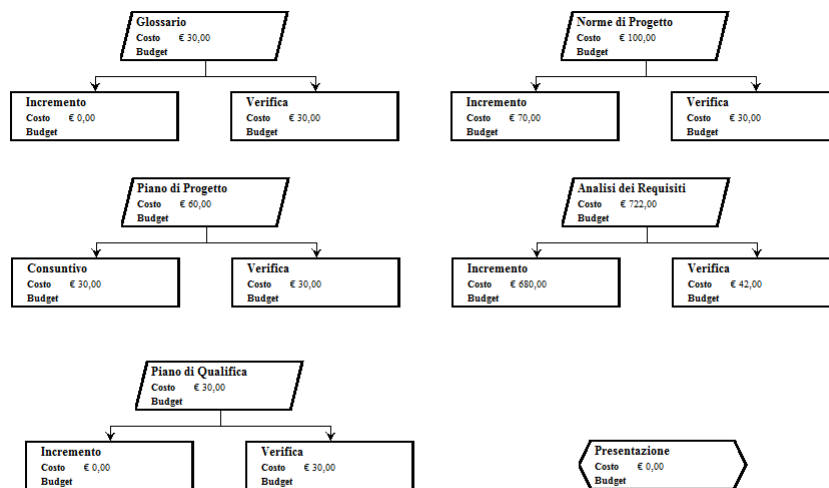 Glossario
Costo € 30,00
Budget
Incremento
Costo € 0,00
Budget
Verifica
Costo € 30,00
Budget
Norme di Progetto
Costo € 100,00
Budget
Incremento
Costo € 70,00
Budget
Verifica
Costo € 30,00
Budget
Piano di Progetto
Costo € 60,00
Budget
Consuntivo
Costo € 30,00
Budget
Verifica
Costo € 30,00
Budget
Analisi dei Requisiti
Costo € 722,00
Budget
Incremento
Costo € 680,00
Budget
Verifica
Costo € 42,00
Budget
Piano di Qualifica
Costo € 30,00
Budget
Incremento
Costo € 0,00
Budget
Verifica
Costo € 30,00
Budget
Presentazione
Costo € 0,00
Budget